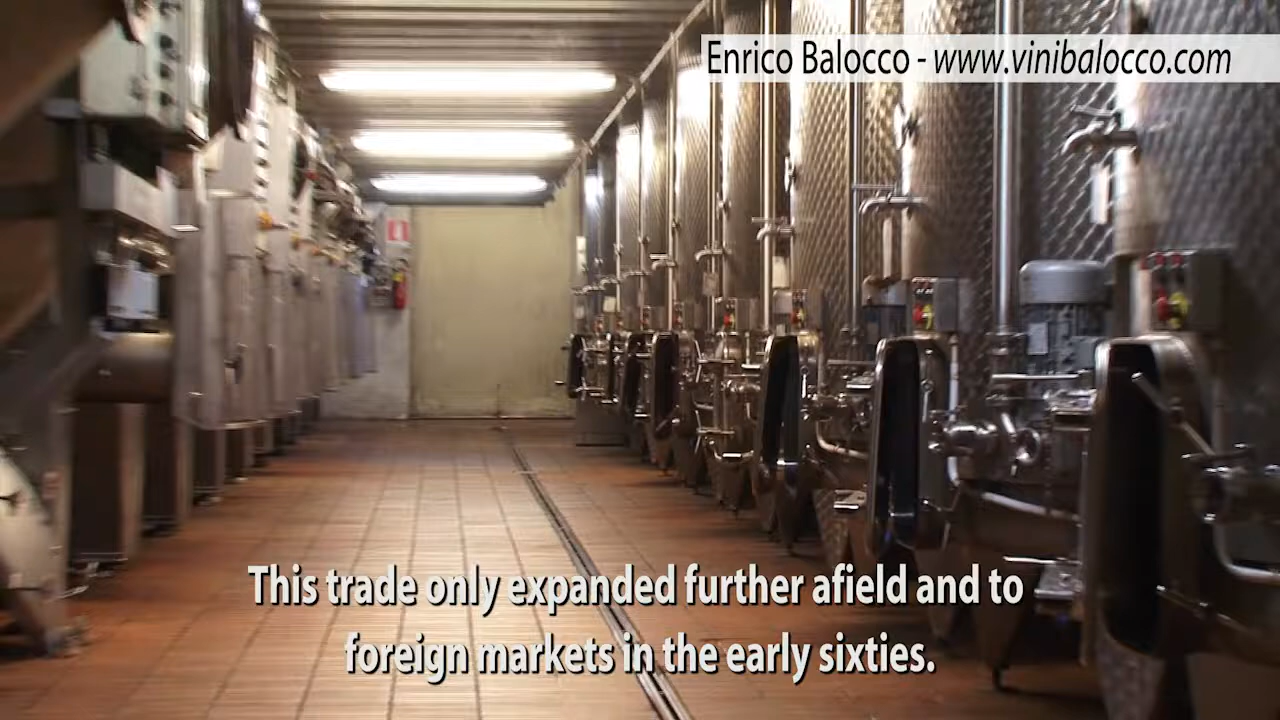 Enrico Balocco - www.vinibalocco.com
This trade only expanded further afield and to
foreign markets in the early sixties.